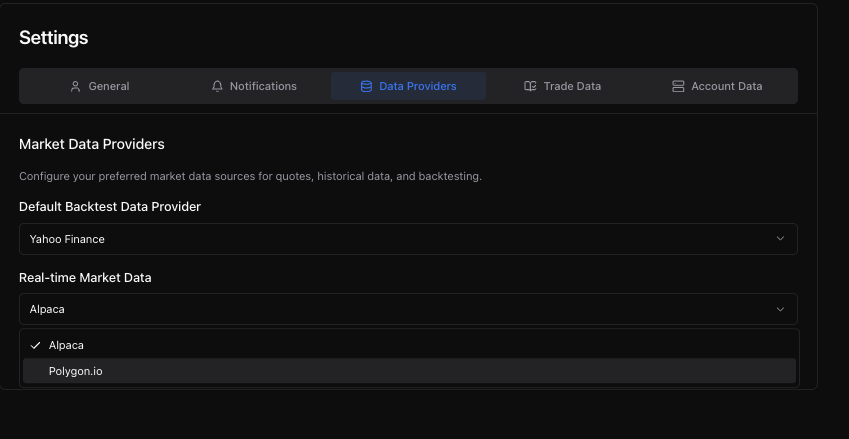 Settings
General
Notifications
Data Providers
Trade Data
Account Data
Market Data Providers
Configure your preferred market data sources for quotes, historical data, and backtesting.
Default Backtest Data Provider
Yahoo Finance
Real-time Market Data
Alpaca
Alpaca
Polygon.io